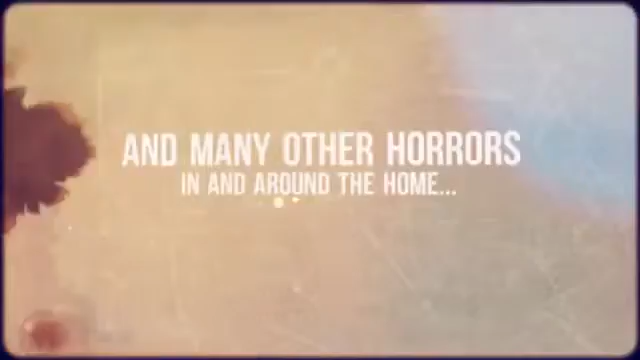 AND MANY OTHER HORRORS
IN AND AROUND THE HOME...